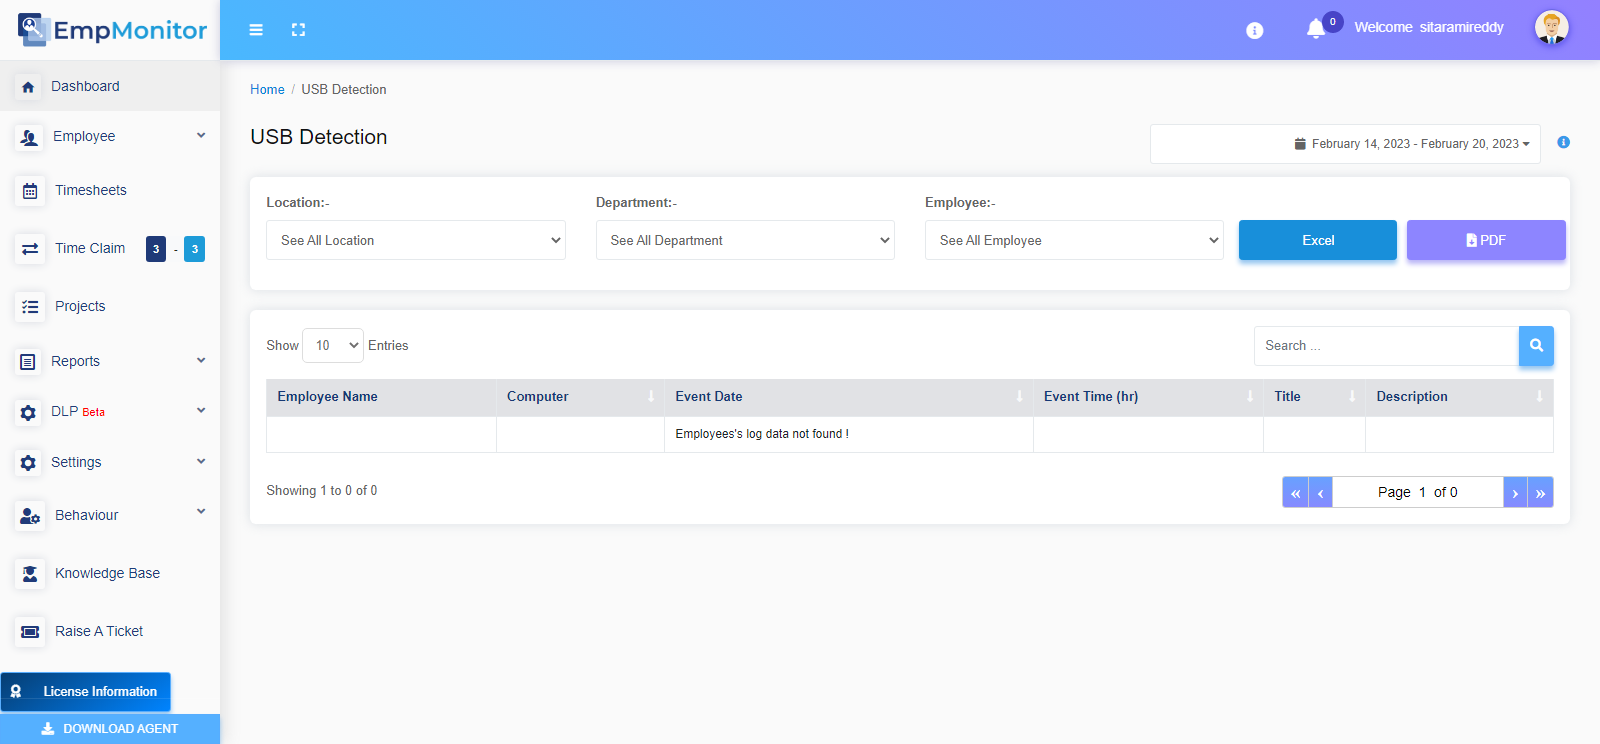 EmpMonitor
0
Welcome sitaramireddy
Dashboard
Employee
Timesheets
Time Claim 3 - 3
Projects
Reports
DLP Beta
Settings
Behaviour
Knowledge Base
Raise A Ticket
License Information
DOWNLOAD AGENT
Home / USB Detection
USB Detection
February 14, 2023 - February 20, 2023
Location:- Department:- Employee:-
See All Location See All Department See All Employee Excel PDF
Show 10 Entries Search ...
Employee Name Computer Event Date Event Time (hr) Title Description
Employees's log data not found !
Showing 1 to 0 of 0 « ‹ Page 1 of 0 › »